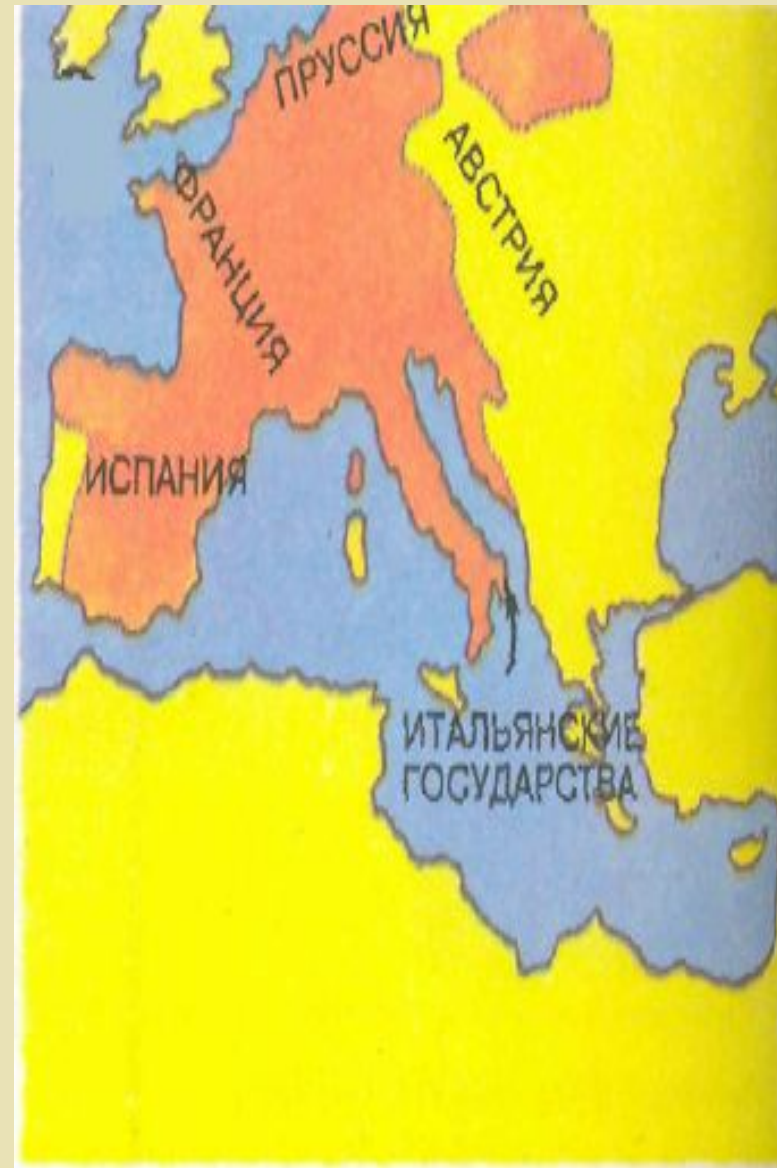 ПРУССИЯ
АВСТРИЯ
ФРАНЦИЯ
ИСПАНИЯ
ИТАЛЬЯНСКИЕ
ГОСУДАРСТВА